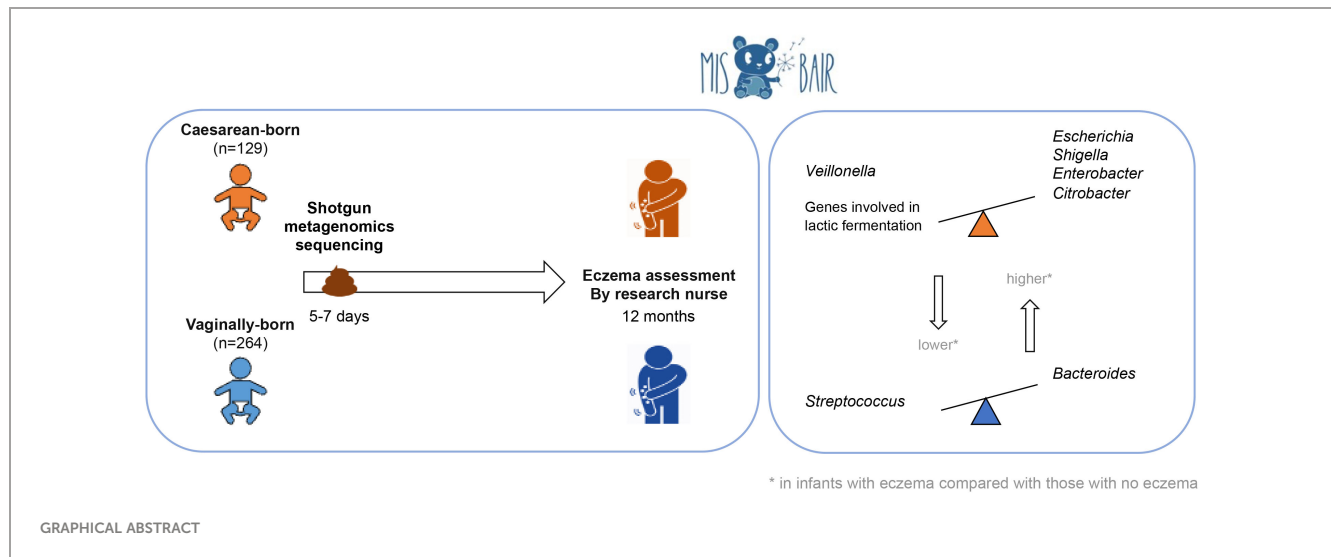 MIS BAIR
Caesarean-born
(n=129)
Shotgun
metagenomics
sequencing
5-7 days
Vaginally-born
(n=264)
Eczema assessment
By research nurse
12 months
Veillonella
Genes involved in
lactic fermentation
Escherichia
Shigella
Enterobacter
Citrobacter
lower*
higher*
Streptococcus
Bacteroides
* in infants with eczema compared with those with no eczema
GRAPHICAL ABSTRACT